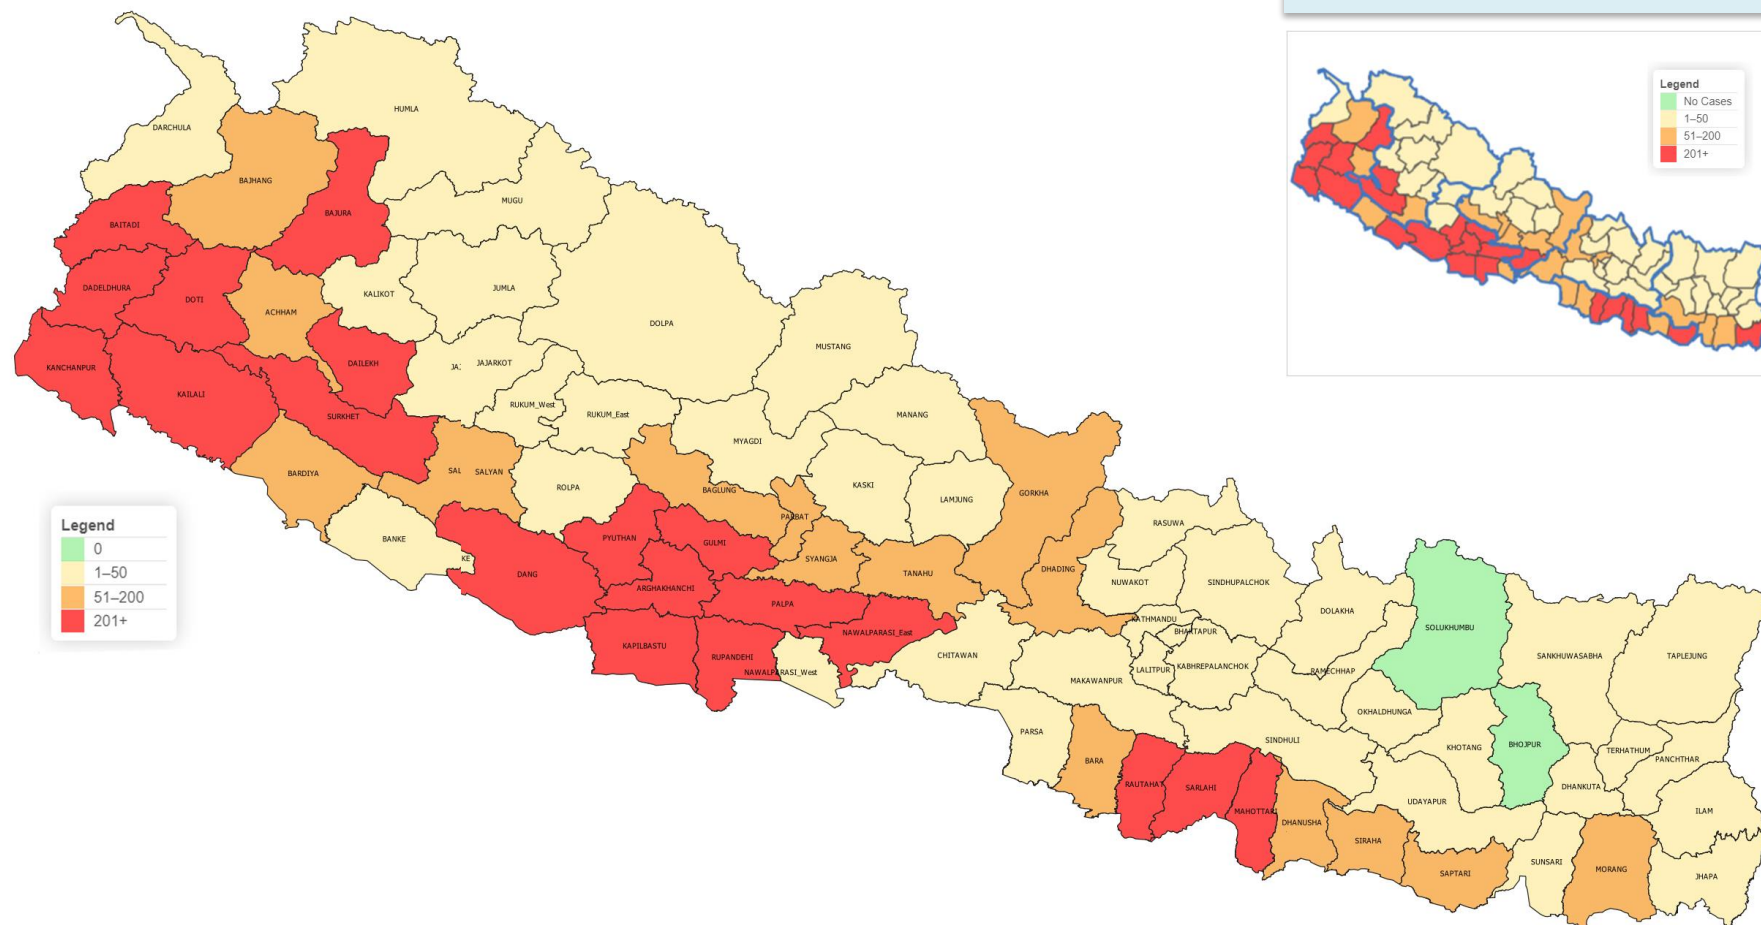 Legend
No Cases
1–50
51–200
201+
HUMLA
DARCHULA
BAJHANG
MUGU
BAJURA
BAITADI
DADELDHURA
JUMLA
KALIKOT
DOTI
ACHHAM
DOLPA
MUSTANG
DAILEKH
JAJARKOT
KANCHANPUR
KAILALI
RUKUM_West
RUKUM_East
MANANG
SURKHET
MYAGDI
BARDIYA
SAL
SALYAN
ROLPA
BAGLUNG
KASKI
LAMJUNG
GORKHA
PARBAT
RASUWA
Legend
0
1–50
51–200
201+
BANKE
PYUTHAN
GULMI
SYANGJA
KE
DANG
TANAHU
DHADING
NUWAKOT
SINDHUPALCHOK
ARGHAKHANCHI
PALPA
DOLAKHA
KATHMANDU
BHAKTAPUR
SOLUKHUMBU
NAWALPARASI_East
KAPILBASTU
RUPANDEHI
CHITAWAN
SANKHUWASABHA
TAPLEJUNG
NAWALPARASI_West
LALITPUR
KABHREPALANCHOK
RAMECHHAP
MAKAWANPUR
OKHALDHUNGA
PARSA
SINDHULI
KHOTANG
BHOJPUR
TERHATHUM
PANCHTHAR
BARA
RAUTAHAT
SARLAHI
DHANKUTA
UDAYAPUR
MAHOTTARI
ILAM
DHANUSHA
SIRAHA
SUNSARI
MORANG
SAPTARI
JHAPA